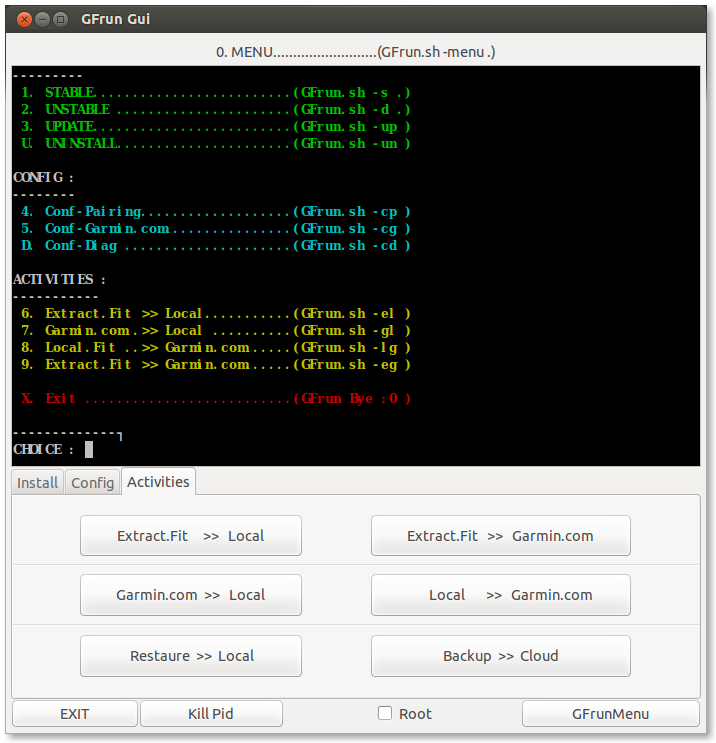 GFrun Gui
0. MENU..........................(GFrun.sh-menu .)
---------
1. STABLE.........................(GFrun.sh -s .)
2. UNSTABLE ......................(GFrun.sh -d .)
3. UPDATE.........................(GFrun.sh -up )
U. UNINSTALL......................(GFrun.sh -un )
CONFIG :
--------
4. Conf-Pairing...................(GFrun.sh -cp )
5. Conf-Garmin.com ...............(GFrun.sh -cg )
D. Conf-Diag .....................(GFrun.sh -cd )
ACTIVITIES :
-----------
6. Extract.Fit >> Local...........(GFrun.sh -el )
7. Garmin.com.>> Local ..........(GFrun.sh -gl )
8. Local.Fit ..>> Garmin.com.....(GFrun.sh -lg )
9. Extract.Fit >> Garmin.com.....(GFrun.sh -eg )
X. Exit ..........................(GFrun Bye :O )
-------------┐
CHOICE :
Install Config Activities
Extract.Fit >> Local Extract.Fit >> Garmin.com
Garmin.com >> Local Local >> Garmin.com
Restaure >> Local Backup >> Cloud
EXIT Kill Pid Root GFrunMenu